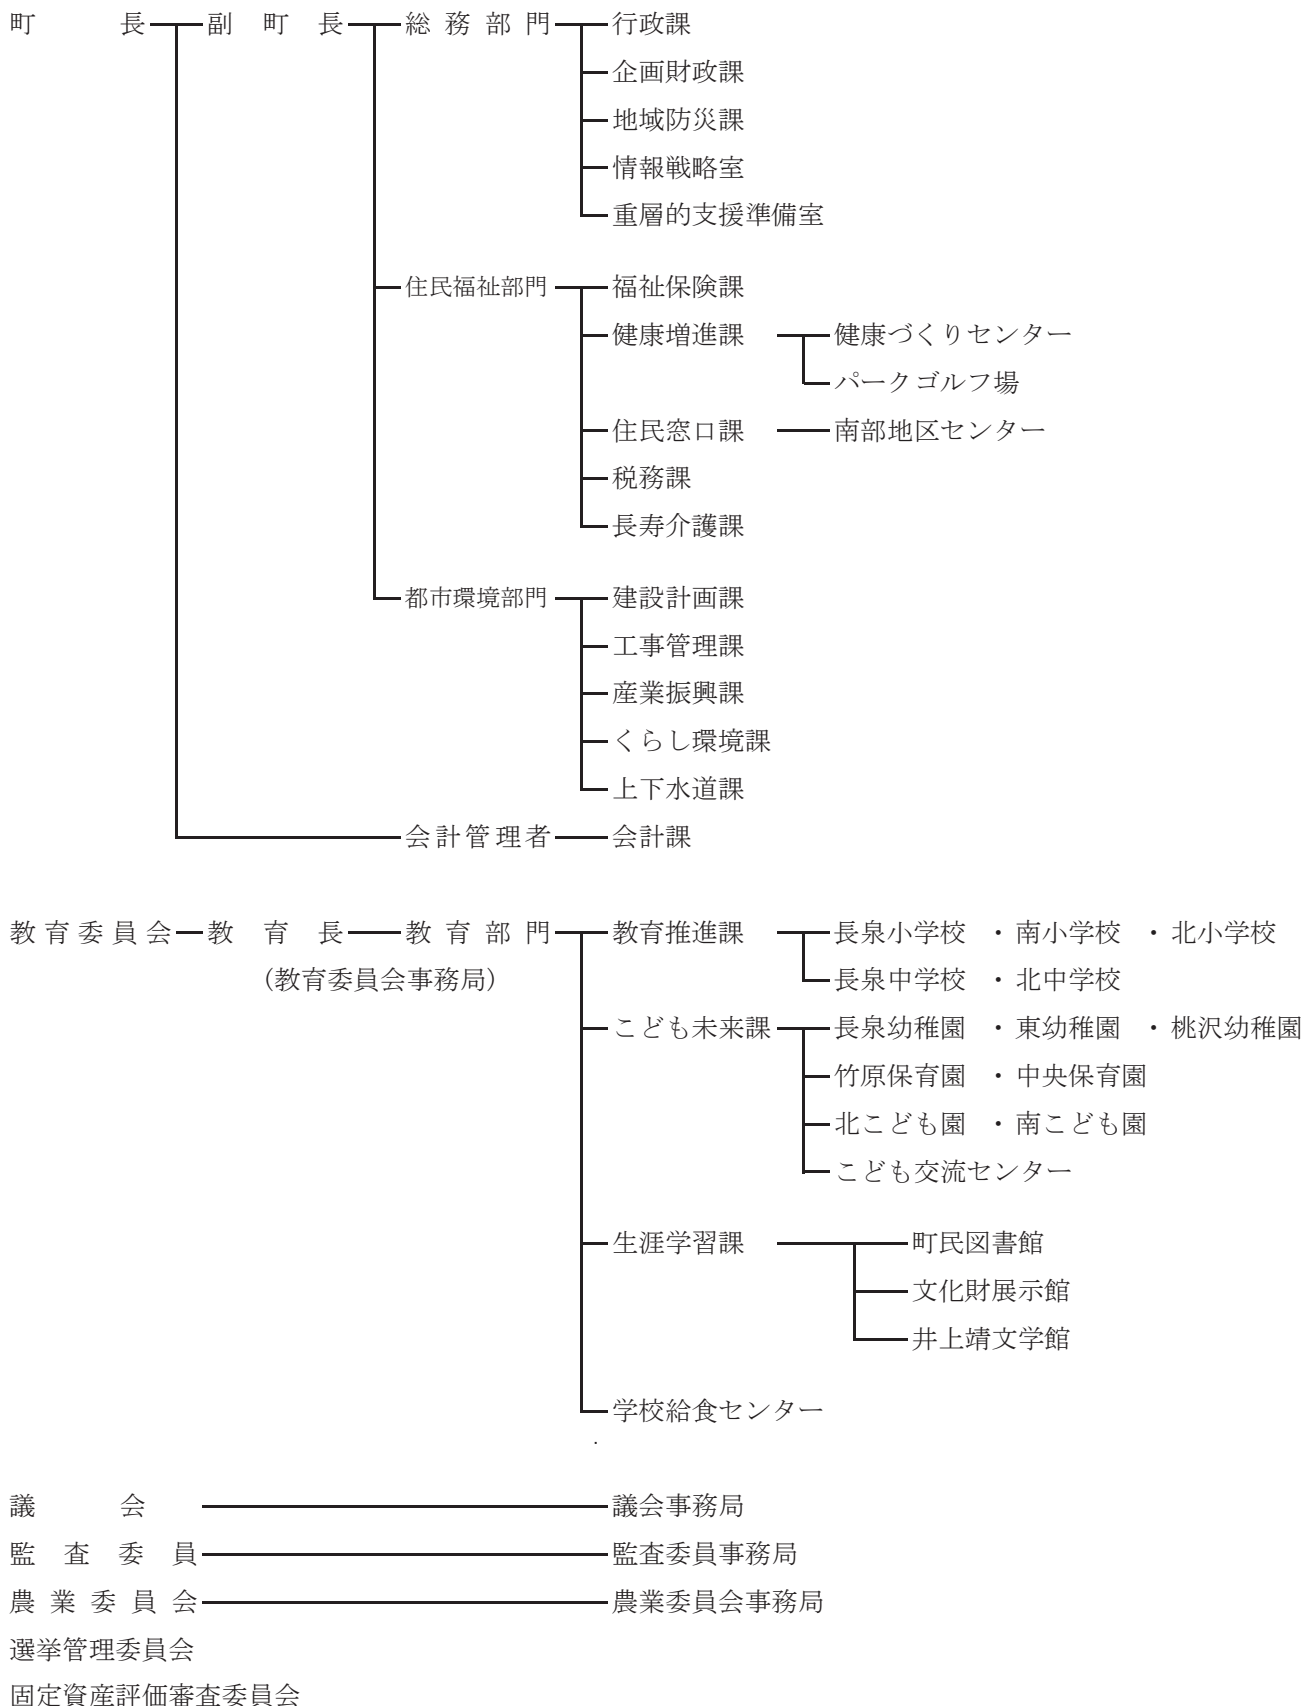 町長 副町長 総務部門 行政課
企画財政課
地域防災課
情報戦略室
重層的支援準備室
住民福祉部門 福祉保険課
健康増進課 健康づくりセンター
パークゴルフ場
住民窓口課 南部地区センター
税務課
長寿介護課
都市環境部門 建設計画課
工事管理課
産業振興課
くらし環境課
上下水道課
会計管理者 会計課
教育委員会 教育長 教育部門 教育推進課 長泉小学校 ・南小学校 ・北小学校
(教育委員会事務局) 長泉中学校 ・北中学校
こども未来課 長泉幼稚園 ・東幼稚園 ・桃沢幼稚園
竹原保育園 ・中央保育園
北こども園 ・南こども園
こども交流センター
生涯学習課 町民図書館
文化財展示館
井上靖文学館
学校給食センター
議会 議会事務局
監査委員 監査委員事務局
農業委員会 農業委員会事務局
選挙管理委員会
固定資産評価審査委員会